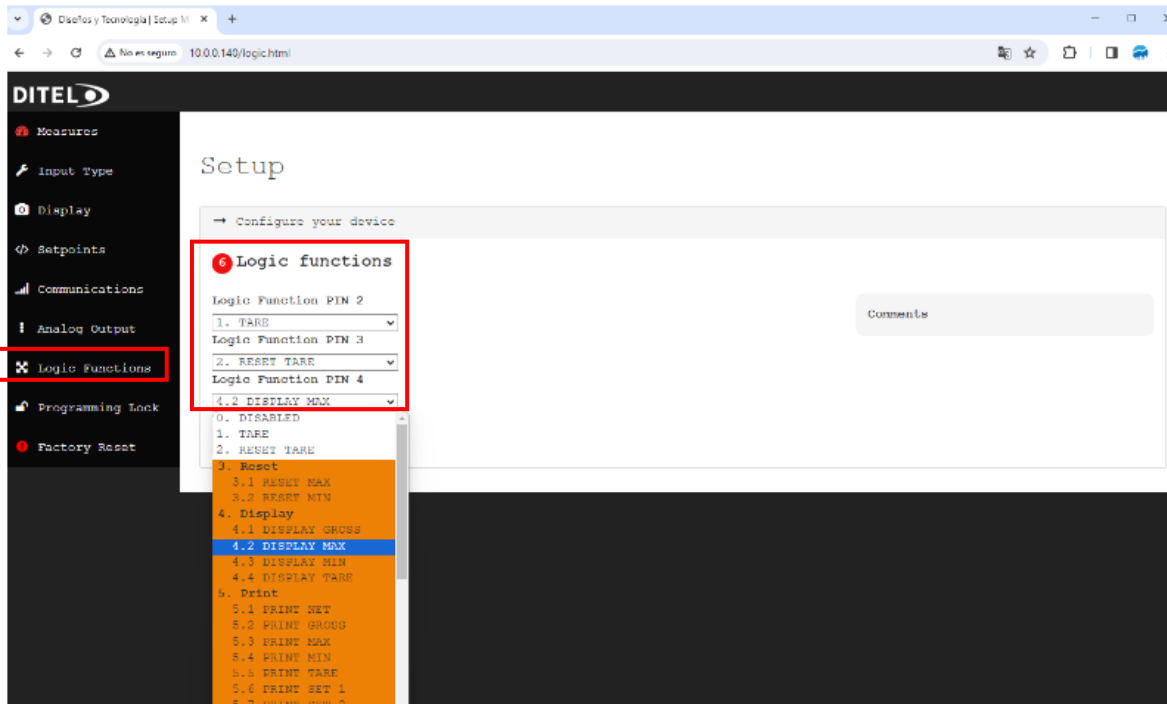 Diseños y Tecnología | Setup M
No es seguro 10.0.0.140/logic.html
DITEL
Measures
Input Type
Display
Setpoints
Communications
Analog Output
Logic Functions
Programming Lock
Factory Reset
Setup
→ Configure your device
6 Logic functions
Logic Function PIN 2
1. TARE
Logic Function PIN 3
2. RESET TARE
Logic Function PIN 4
4.2 DISPLAY MAX
0. DISABLED
1. TARE
2. RESET TARE
3. Reset
3.1 RESET MAX
3.2 RESET MIN
4. Display
4.1 DISPLAY GROSS
4.2 DISPLAY MAX
4.3 DISPLAY MIN
4.4 DISPLAY TARE
5. Print
5.1 PRINT NET
5.2 PRINT GROSS
5.3 PRINT MAX
5.4 PRINT MIN
5.5 PRINT TARE
5.6 PRINT SET 1
Comments